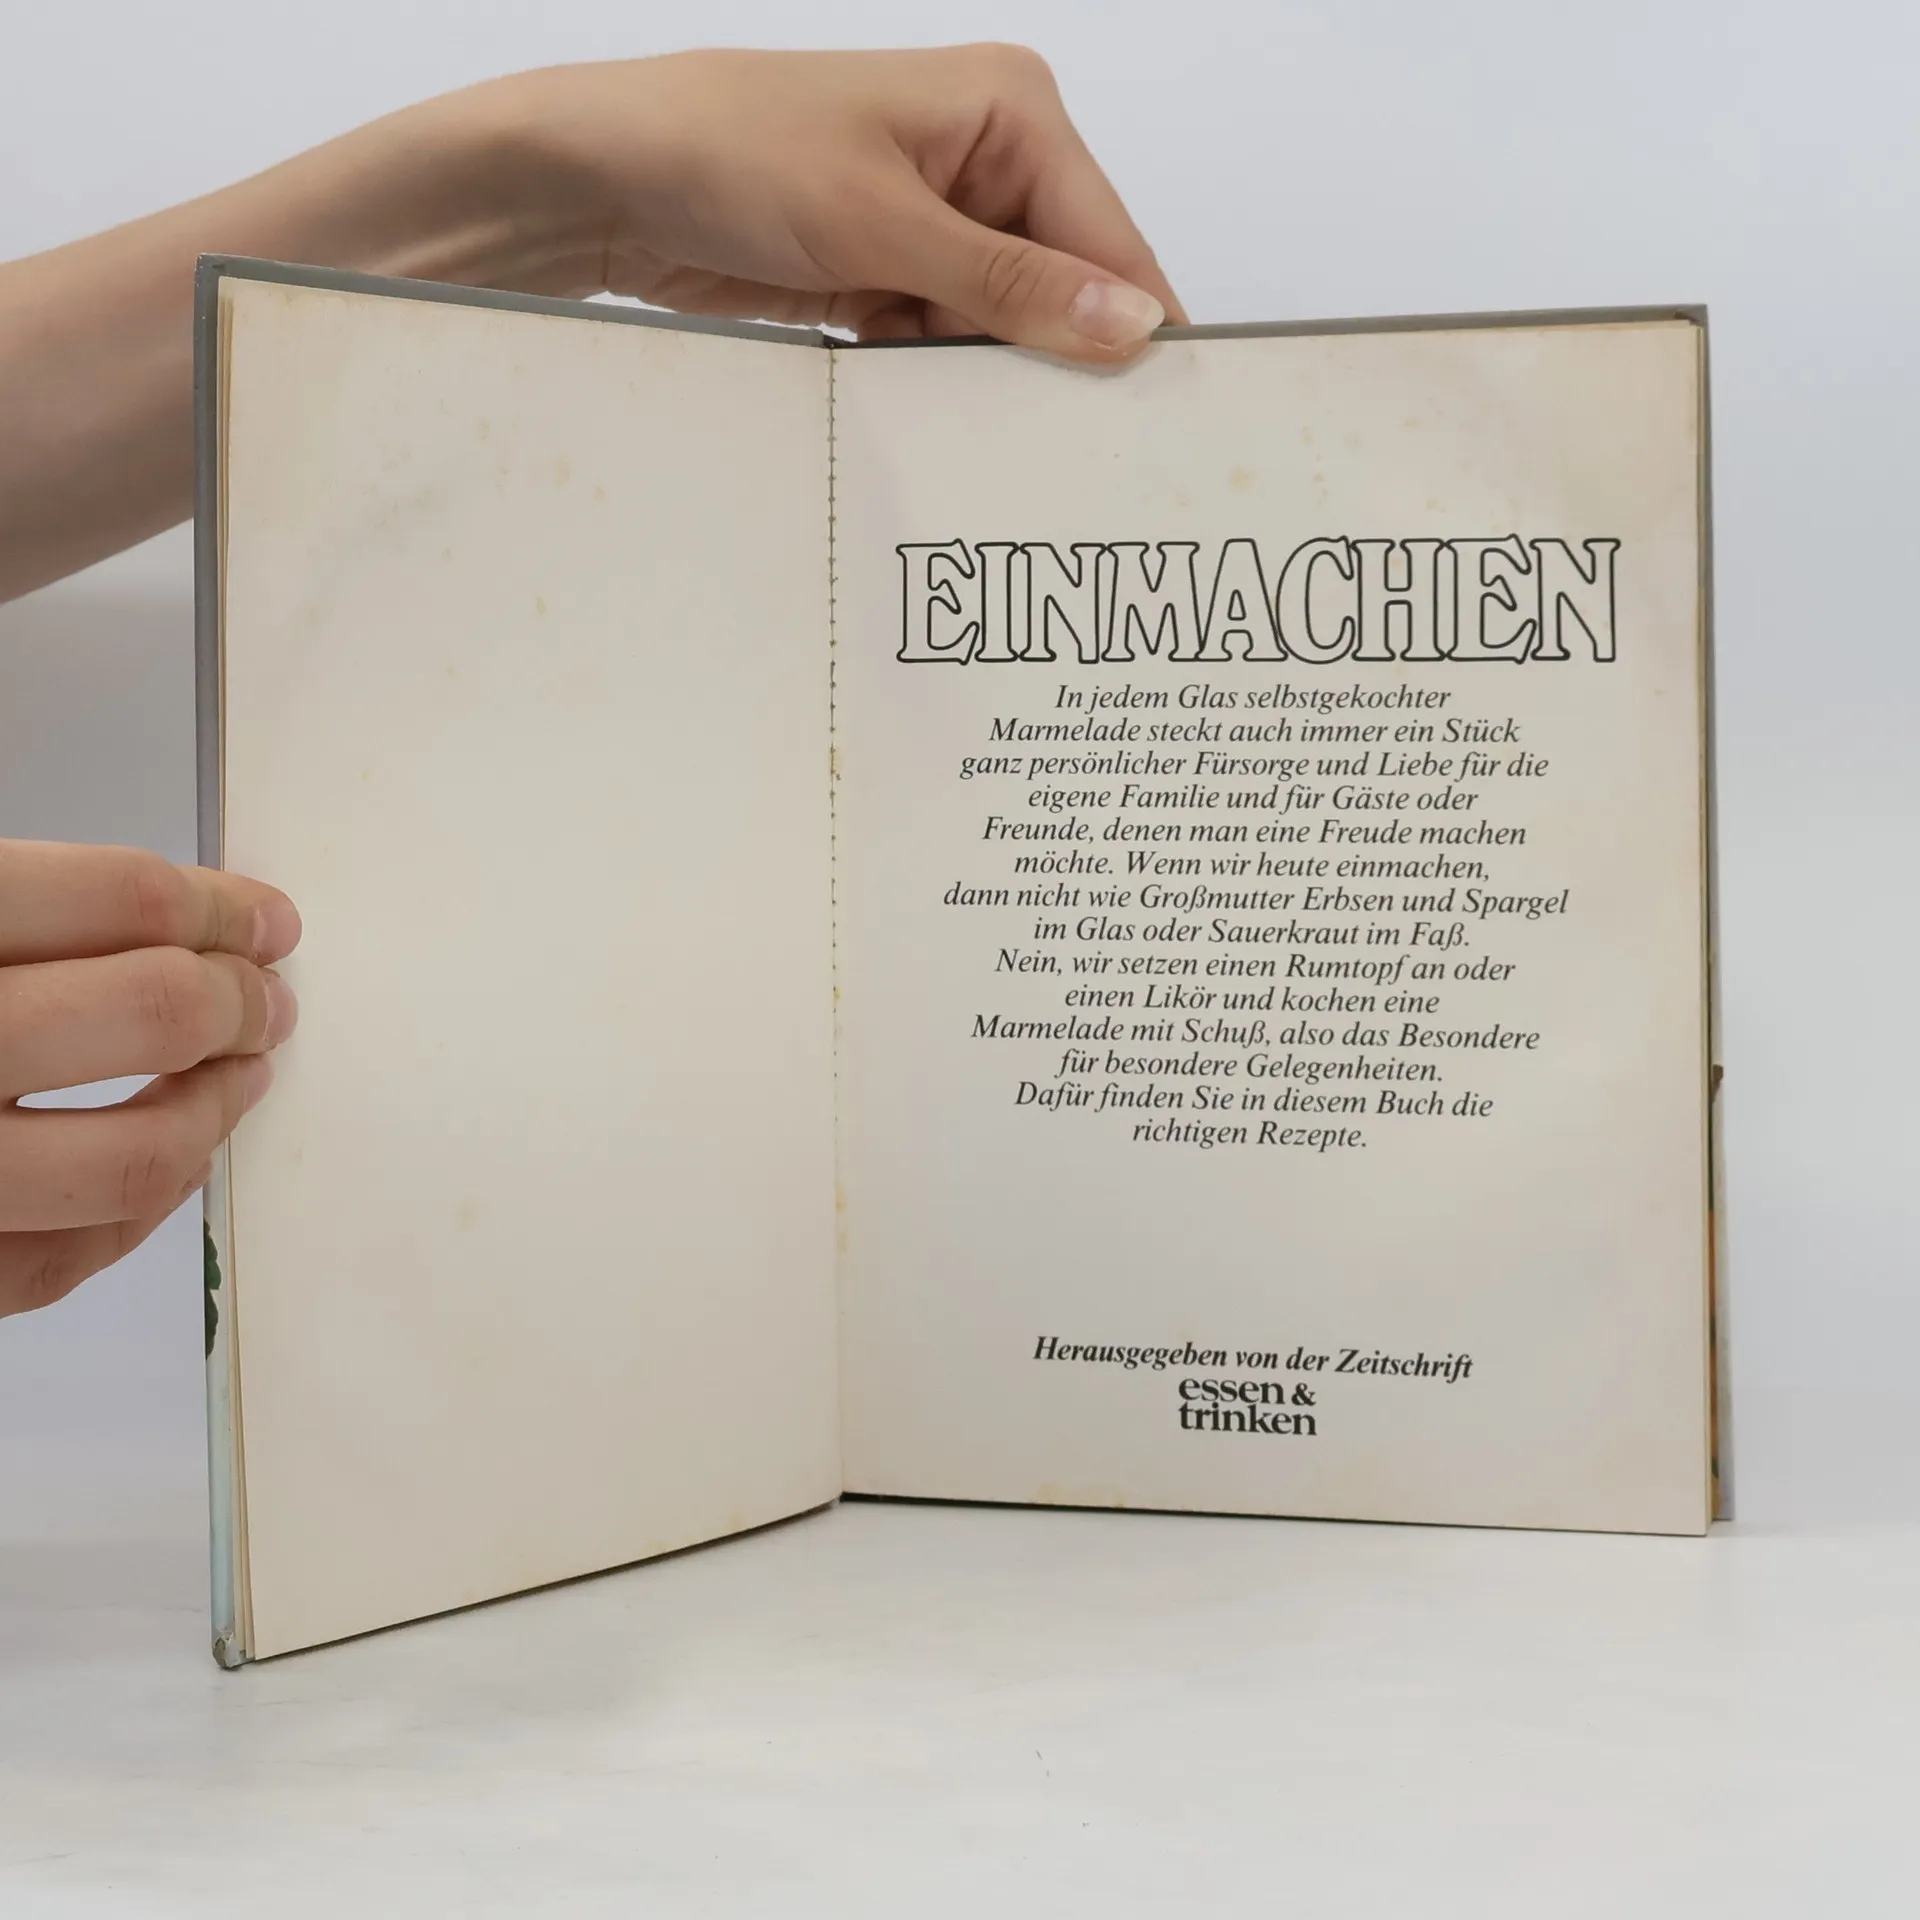 EINMACHEN
In jedem Glas selbstgekochter
Marmelade steckt auch immer ein Stück
ganz persönlicher Fürsorge und Liebe für die
eigene Familie und für Gäste oder
Freunde, denen man eine Freude machen
möchte. Wenn wir heute einmachen,
dann nicht wie Großmutter Erbsen und Spargel
im Glas oder Sauerkraut im Faß.
Nein, wir setzen einen Rumtopf an oder
einen Likör und kochen eine
Marmelade mit Schuß, also das Besondere
für besondere Gelegenheiten.
Dafür finden Sie in diesem Buch die
richtigen Rezepte.
Herausgegeben von der Zeitschrift
essen &
trinken